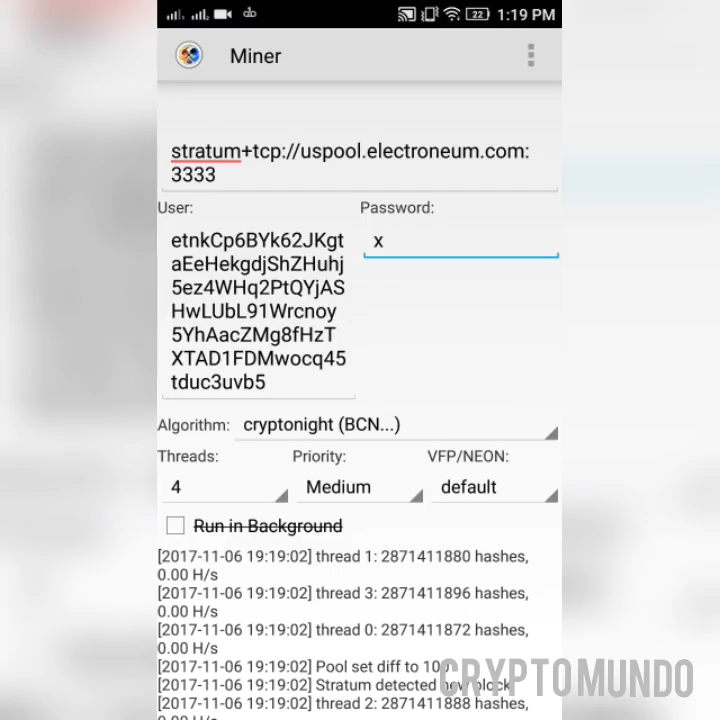 22 1:19 PM
Miner
stratum+tcp://uspool.electroneum.com:
3333
User: Password:
etnkCp6BYk62JKgt x
aEeHekgdjShZHuhj
5ez4WHq2PtQYjAS
HwLUbL91Wrcnoy
5YhAacZMg8fHzT
XTAD1FDMwocq45
tduc3uvb5
Algorithm: cryptonight (BCN...)
Threads: Priority: VFP/NEON:
4 Medium default
Run in Background
[2017-11-06 19:19:02] thread 1: 2871411880 hashes,
0.00 H/s
[2017-11-06 19:19:02] thread 3: 2871411896 hashes,
0.00 H/s
[2017-11-06 19:19:02] thread 0: 2871411872 hashes,
0.00 H/s
[2017-11-06 19:19:02] Pool set diff to
[2017-11-06 19:19:02] Stratum detected new block
[2017-11-06 19:19:02] thread 2: 2871411888 hashes,
0.00 H/s
CRYPTOMUNDO